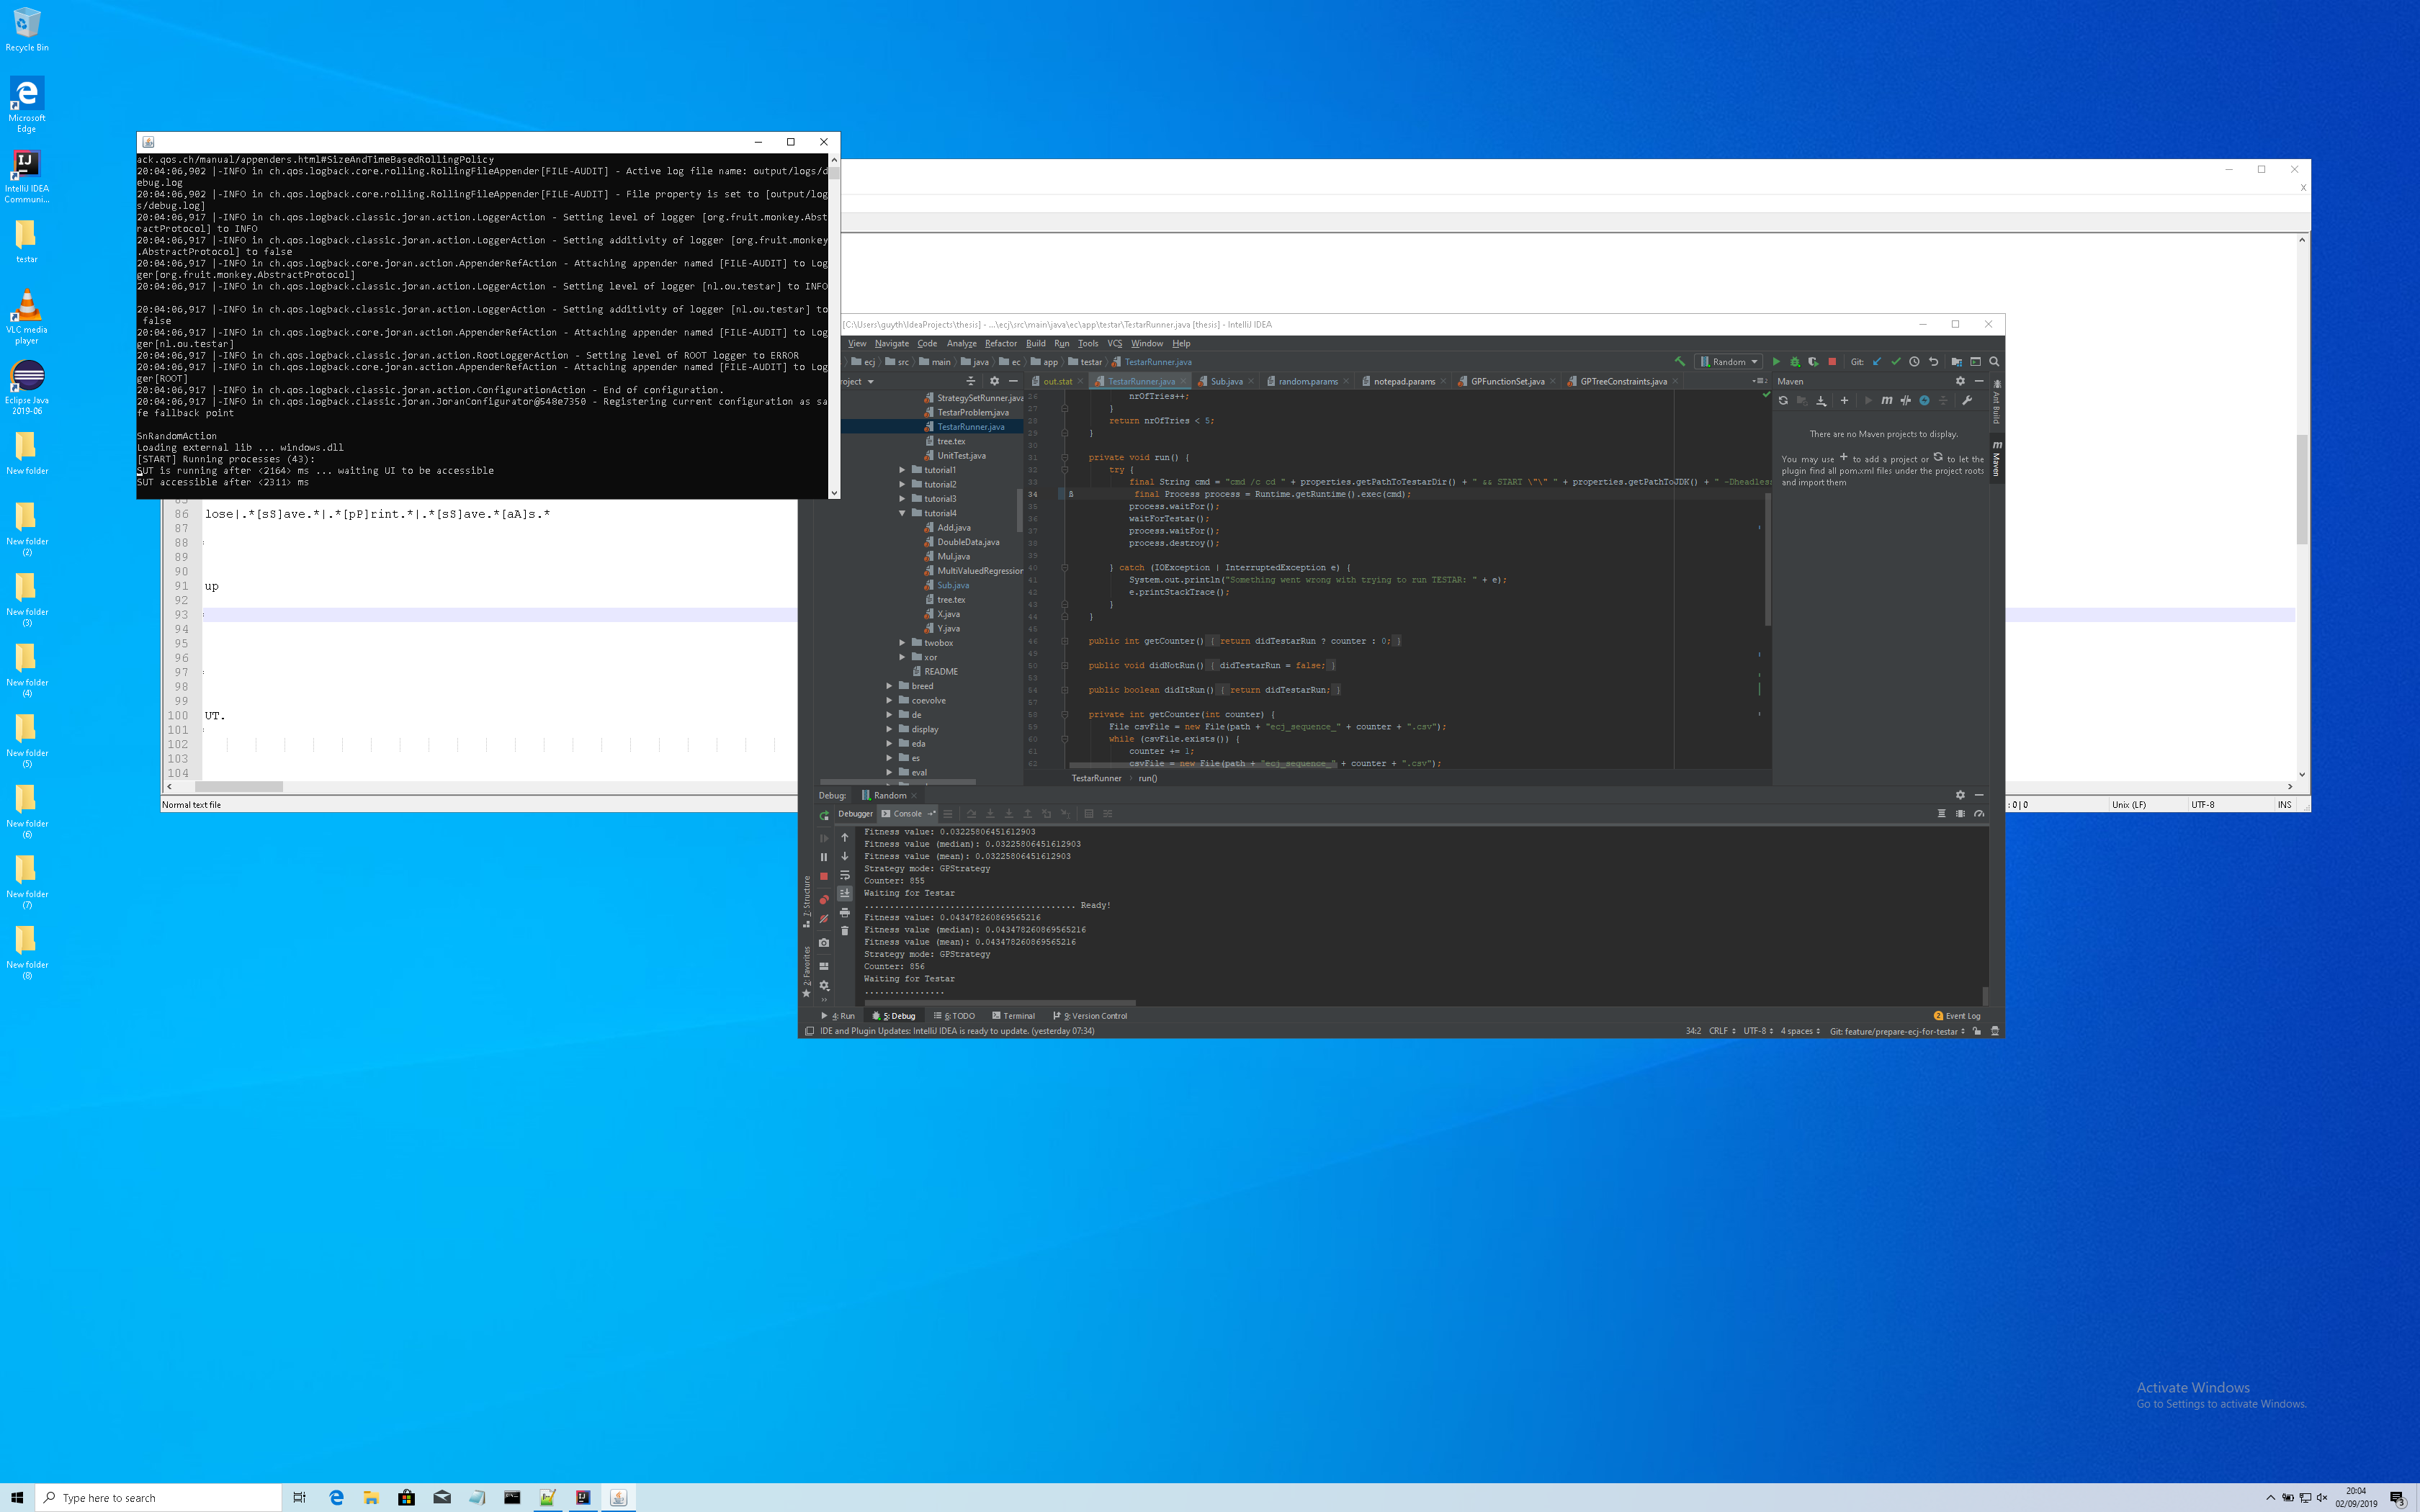 Recycle Bin
Microsoft
Edge
IntelliJ IDEA
Communi...
testar
VLC media
player
Eclipse Java
2019-06
New folder
New folder
(2)
New folder
(3)
New folder
(4)
New folder
(5)
New folder
(6)
New folder
(7)
New folder
(8)
ack.qos.ch/manual/appenders.html#SizeAndTimeBasedRollingPolicy
20:04:06,902 |-INFO in ch.qos.logback.core.rolling.RollingFileAppender[FILE-AUDIT] - Active log file name: output/logs/d
ebug.log
20:04:06,902 |-INFO in ch.qos.logback.core.rolling.RollingFileAppender[FILE-AUDIT] - File property is set to [output/log
s/debug.log]
20:04:06,917 |-INFO in ch.qos.logback.classic.joran.action.LoggerAction - Setting level of logger [org.fruit.monkey.Abst
ractProtocol] to INFO
20:04:06,917 |-INFO in ch.qos.logback.classic.joran.action.LoggerAction - Setting additivity of logger [org.fruit.monkey
.AbstractProtocol] to false
20:04:06,917 |-INFO in ch.qos.logback.core.joran.action.AppenderRefAction - Attaching appender named [FILE-AUDIT] to Log
ger[org.fruit.monkey.AbstractProtocol]
20:04:06,917 |-INFO in ch.qos.logback.classic.joran.action.LoggerAction - Setting level of logger [nl.ou.testar] to INFO
20:04:06,917 |-INFO in ch.qos.logback.classic.joran.action.LoggerAction - Setting additivity of logger [nl.ou.testar] to
false
20:04:06,917 |-INFO in ch.qos.logback.core.joran.action.AppenderRefAction - Attaching appender named [FILE-AUDIT] to Log
ger[nl.ou.testar]
20:04:06,917 |-INFO in ch.qos.logback.classic.joran.action.RootLoggerAction - Setting level of ROOT logger to ERROR
20:04:06,917 |-INFO in ch.qos.logback.core.joran.action.AppenderRefAction - Attaching appender named [FILE-AUDIT] to Log
ger[ROOT]
20:04:06,917 |-INFO in ch.qos.logback.classic.joran.action.ConfigurationAction - End of configuration.
20:04:06,917 |-INFO in ch.qos.logback.classic.joran.JoranConfigurator@548e7350 - Registering current configuration as sa
fe fallback point
SnRandomAction
Loading external lib ... windows.dll
[START] Running processes (43):
SUT is running after <2164> ms ... waiting UI to be accessible
SUT accessible after <2311> ms
86 lose|.*[sS]ave.*|.*[pP]rint.*|.*[sS]ave.*[aA]s.*
87
88
89
90
91 up
92
93
94
95
96
97
98
99
100 UT.
101
102
103
104
Normal text file
: 0 | 0 Unix (LF) UTF-8 INS
[C:\Users\guyth\IdeaProjects\thesis] - ...\ecj\src\main\java\ec\app\testar\TestarRunner.java [thesis] - IntelliJ IDEA
View Navigate Code Analyze Refactor Build Run Tools VCS Window Help
ecj src main java ec app testar TestarRunner.java Random Git:
roject out.stat TestarRunner.java Sub.java random.params notepad.params GPFunctionSet.java GPTreeConstraints.java Maven
StrategySetRunner.java
TestarProblem.java
TestarRunner.java
tree.tex
UnitTest.java
tutorial1
tutorial2
tutorial3
tutorial4
Add.java
DoubleData.java
Mul.java
MultiValuedRegression
Sub.java
tree.tex
X.java
Y.java
twobox
xor
README
breed
coevolve
de
display
eda
es
eval
26 nrOfTries++;
27 }
28 return nrOfTries < 5;
29 }
30
31 private void run() {
32 try {
33 final String cmd = "cmd /c cd " + properties.getPathToTestarDir() + " && START \"\" " + properties.getPathToJDK() + " -Dheadles
34 final Process process = Runtime.getRuntime().exec(cmd);
35 process.waitFor();
36 waitForTestar();
37 process.waitFor();
38 process.destroy();
39
40 } catch (IOException | InterruptedException e) {
41 System.out.println("Something went wrong with trying to run TESTAR: " + e);
42 e.printStackTrace();
43 }
44 }
45
46 public int getCounter() { return didTestarRun ? counter : 0; }
49
50 public void didNotRun() { didTestarRun = false; }
53
54 public boolean didItRun() { return didTestarRun; }
57
58 private int getCounter(int counter) {
59 File csvFile = new File(path + "ecj_sequence_" + counter + ".csv");
60 while (csvFile.exists()) {
61 counter += 1;
62 csvFile = new File(path + "ecj_sequence_" + counter + ".csv");
TestarRunner run()
There are no Maven projects to display.
You may use + to add a project or to let the
plugin find all pom.xml files under the project roots
and import them
Ant Build
Maven
Debug: Random
Debugger Console
Fitness value: 0.03225806451612903
Fitness value (median): 0.03225806451612903
Fitness value (mean): 0.03225806451612903
Strategy mode: GPStrategy
Counter: 855
Waiting for Testar
.......................................... Ready!
Fitness value: 0.043478260869565216
Fitness value (median): 0.043478260869565216
Fitness value (mean): 0.043478260869565216
Strategy mode: GPStrategy
Counter: 856
Waiting for Testar
................
7: Structure
2: Favorites
4: Run 5: Debug 6: TODO Terminal 9: Version Control 2 Event Log
IDE and Plugin Updates: IntelliJ IDEA is ready to update. (yesterday 07:34) 34:2 CRLF UTF-8 4 spaces Git: feature/prepare-ecj-for-testar
Activate Windows
Go to Settings to activate Windows.
Type here to search
20:04
02/09/2019
3